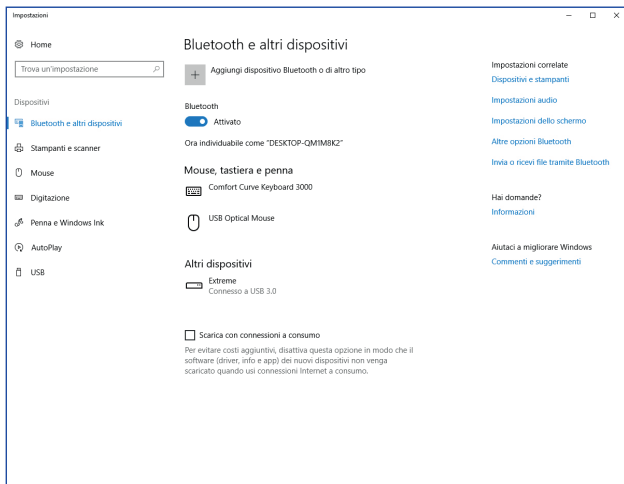 Impostazioni
Home
Trova un'impostazione
Dispositivi
Bluetooth e altri dispositivi
Stampanti e scanner
Mouse
Digitazione
Penna e Windows Ink
AutoPlay
USB
Bluetooth e altri dispositivi
Aggiungi dispositivo Bluetooth o di altro tipo
Bluetooth
Attivato
Ora individuabile come "DESKTOP-QM1M8K2"
Mouse, tastiera e penna
Comfort Curve Keyboard 3000
USB Optical Mouse
Altri dispositivi
Extreme
Connesso a USB 3.0
Scarica con connessioni a consumo
Per evitare costi aggiuntivi, disattiva questa opzione in modo che il
software (driver, info e app) dei nuovi dispositivi non venga
scaricato quando usi connessioni Internet a consumo.
Impostazioni correlate
Dispositivi e stampanti
Impostazioni audio
Impostazioni dello schermo
Altre opzioni Bluetooth
Invia o ricevi file tramite Bluetooth
Hai domande?
Informazioni
Aiutaci a migliorare Windows
Commenti e suggerimenti